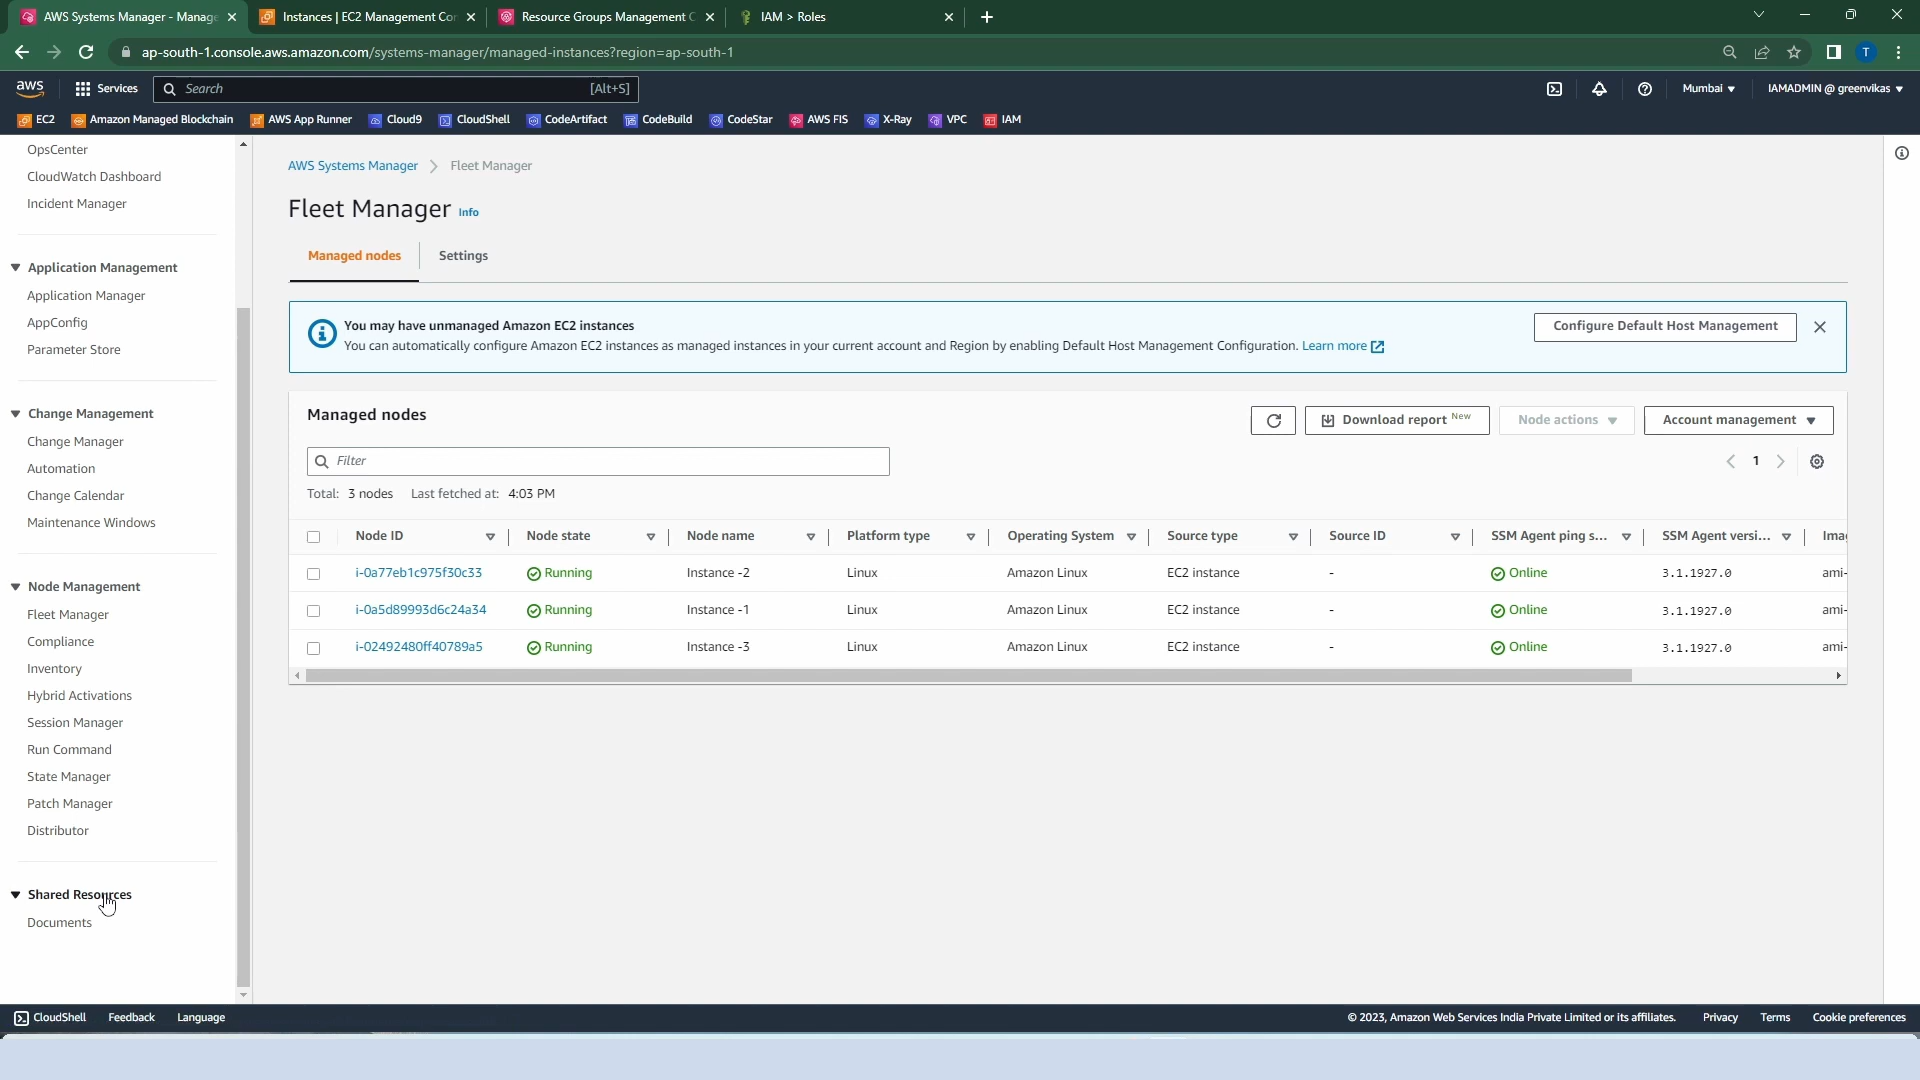 AWS Systems Manager - Manage
Instances | EC2 Management Con
Resource Groups Management C
IAM > Roles
ap-south-1.console.aws.amazon.com/systems-manager/managed-instances?region=ap-south-1
T
aws
Services
Search
[Alt+S]
Mumbai
IAMADMIN @ greenvikas
EC2
Amazon Managed Blockchain
AWS App Runner
Cloud9
CloudShell
CodeArtifact
CodeBuild
CodeStar
AWS FIS
X-Ray
VPC
IAM
OpsCenter
CloudWatch Dashboard
Incident Manager
Application Management
Application Manager
AppConfig
Parameter Store
Change Management
Change Manager
Automation
Change Calendar
Maintenance Windows
Node Management
Fleet Manager
Compliance
Inventory
Hybrid Activations
Session Manager
Run Command
State Manager
Patch Manager
Distributor
Shared Resources
Documents
AWS Systems Manager > Fleet Manager
Fleet Manager Info
Managed nodes
Settings
You may have unmanaged Amazon EC2 instances
You can automatically configure Amazon EC2 instances as managed instances in your current account and Region by enabling Default Host Management Configuration. Learn more
Configure Default Host Management
Managed nodes
Download report New
Node actions
Account management
Filter
1
Total: 3 nodes Last fetched at: 4:03 PM
Node ID Node state Node name Platform type Operating System Source type Source ID SSM Agent ping s... SSM Agent versi... Imag
i-0a77eb1c975f30c33 Running Instance -2 Linux Amazon Linux EC2 instance - Online 3.1.1927.0 ami-
i-0a5d89993d6c24a34 Running Instance -1 Linux Amazon Linux EC2 instance - Online 3.1.1927.0 ami-
i-02492480ff40789a5 Running Instance -3 Linux Amazon Linux EC2 instance - Online 3.1.1927.0 ami-
CloudShell
Feedback
Language
© 2023, Amazon Web Services India Private Limited or its affiliates.
Privacy
Terms
Cookie preferences